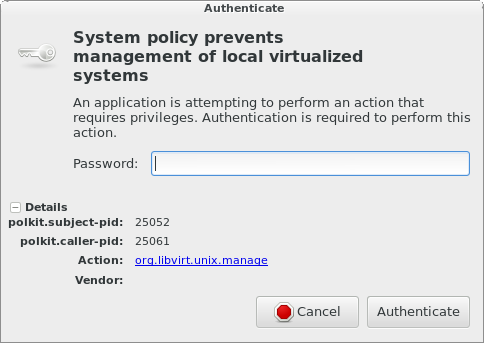 Authenticate
System policy prevents
management of local virtualized
systems
An application is attempting to perform an action that
requires privileges. Authentication is required to perform this
action.
Password:
Details
polkit.subject-pid: 25052
polkit.caller-pid: 25061
Action: org.libvirt.unix.manage
Vendor:
Cancel Authenticate